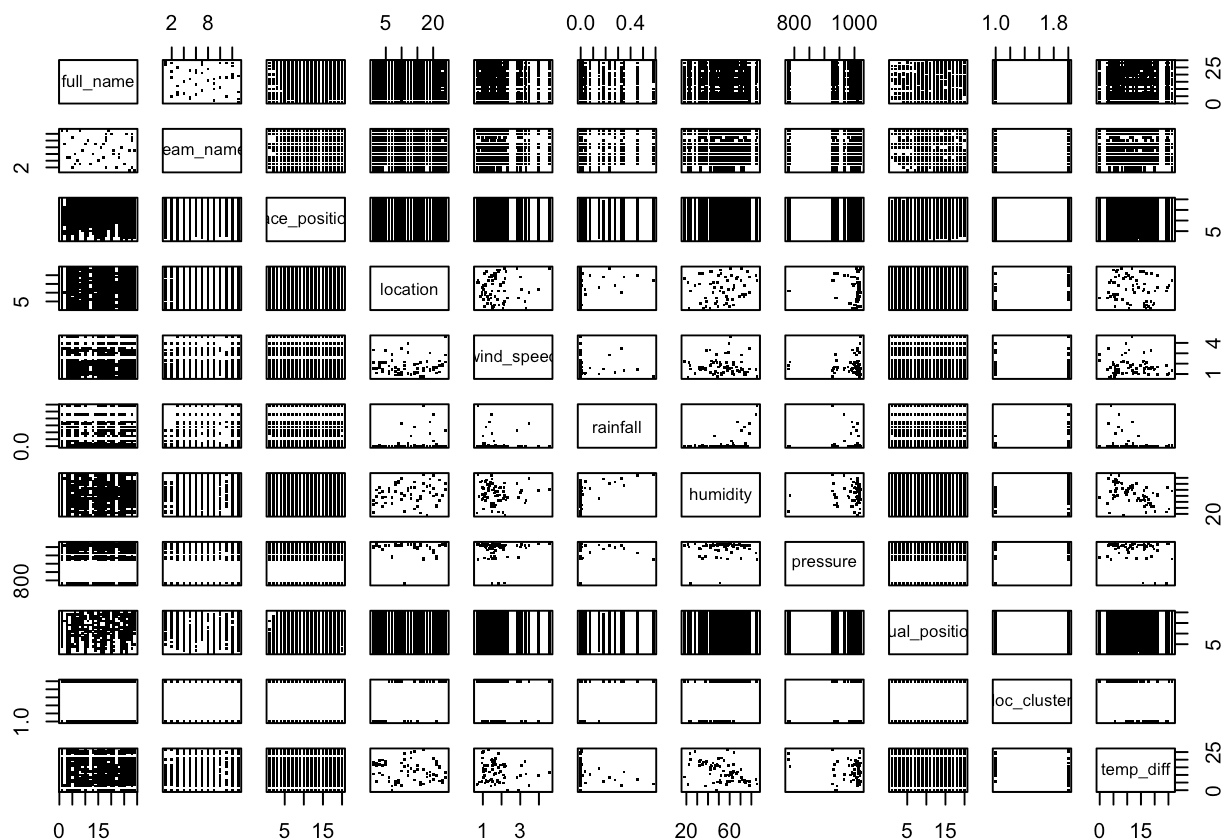 2 8
5 20
0.0 0.4
800 1000
1.0 1.8
full_name
0 25
2
eam_name
ace_positio
5
5
location
wind_speed
1 4
0.0
rainfall
humidity
20
800
pressure
ual_positio
5
1.0
loc_cluster
temp_diff
0 25
0 15
5 15
1 3
20 60
5 15
0 15